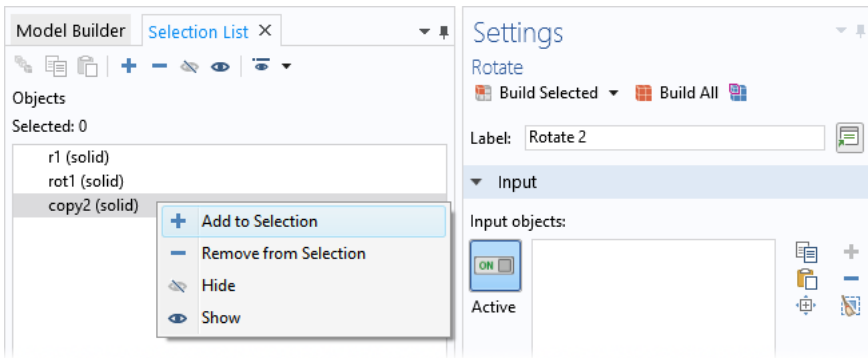 Model Builder
Selection List
Objects
Selected: 0
r1 (solid)
rot1 (solid)
copy2 (solid)
Add to Selection
Remove from Selection
Hide
Show
Settings
Rotate
Build Selected
Build All
Label: Rotate 2
Input
Input objects:
ON
Active